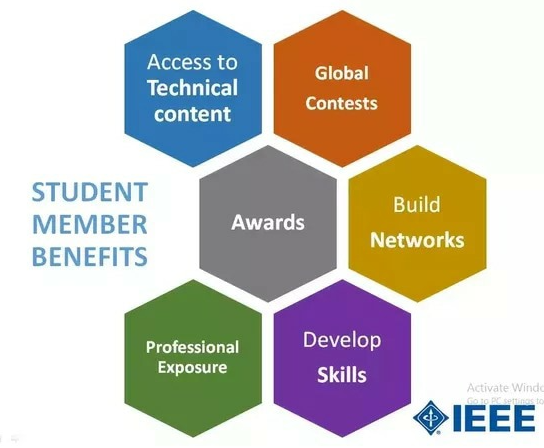 Access to
Technical
content
Global
Contests
STUDENT
MEMBER
BENEFITS
Awards
Build
Networks
Professional
Exposure
Develop
Skills
Activate Windo
Go to PC settings to
IEEE